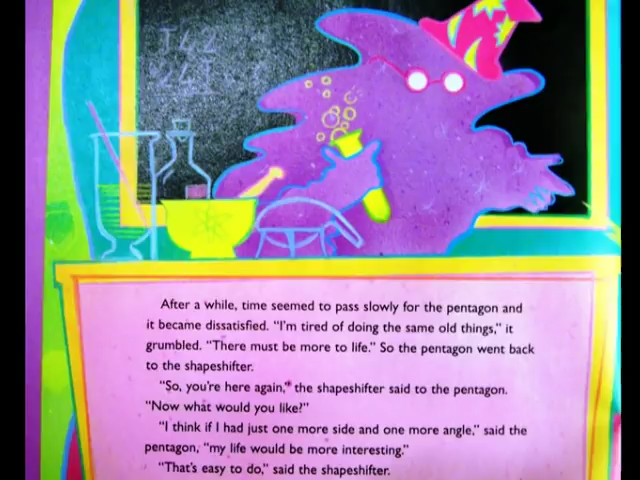 After a while, time seemed to pass slowly for the pentagon and
it became dissatisfied. "I'm tired of doing the same old things," it
grumbled. "There must be more to life." So the pentagon went back
to the shapeshifter.
"So, you're here again," the shapeshifter said to the pentagon.
"Now what would you like?"
"I think if I had just one more side and one more angle," said the
pentagon, "my life would be more interesting."
"That's easy to do," said the shapeshifter.